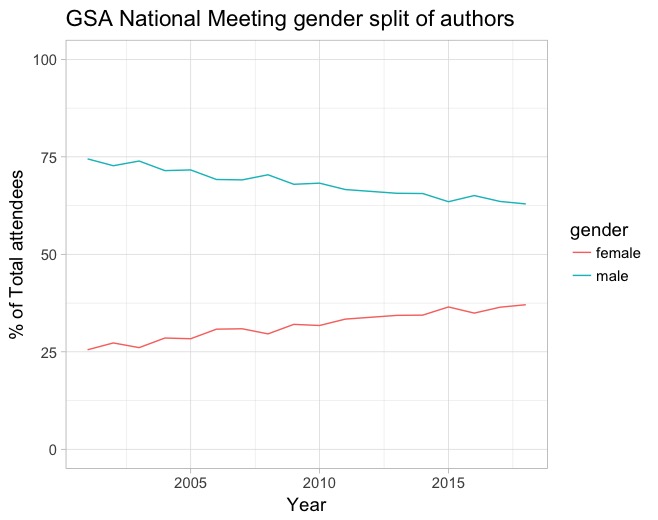 GSA National Meeting gender split of authors
% of Total attendees
100
75
50
25
0
2005
2010
2015
Year
gender
female
male